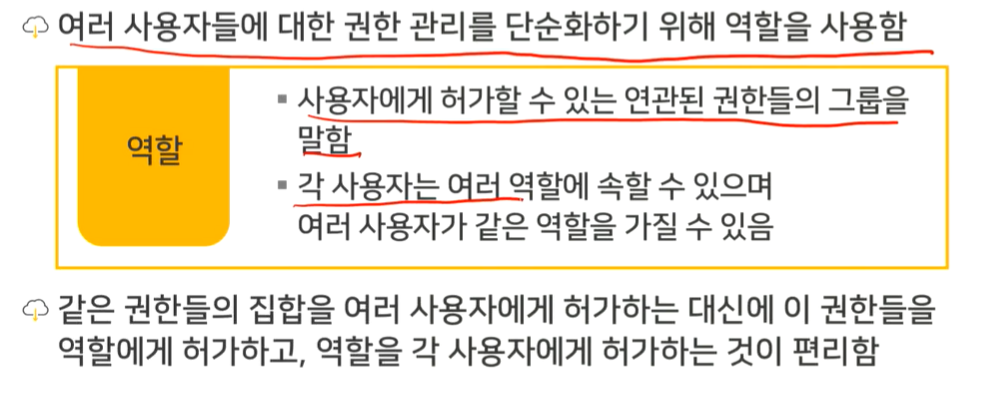 여러 사용자들에 대한 권한 관리를 단순화하기 위해 역할을 사용함
역할
▪ 사용자에게 허가할 수 있는 연관된 권한들의 그룹을
말함
▪ 각 사용자는 여러 역할에 속할 수 있으며
여러 사용자가 같은 역할을 가질 수 있음
같은 권한들의 집합을 여러 사용자에게 허가하는 대신에 이 권한들을
역할에게 허가하고, 역할을 각 사용자에게 허가하는 것이 편리함